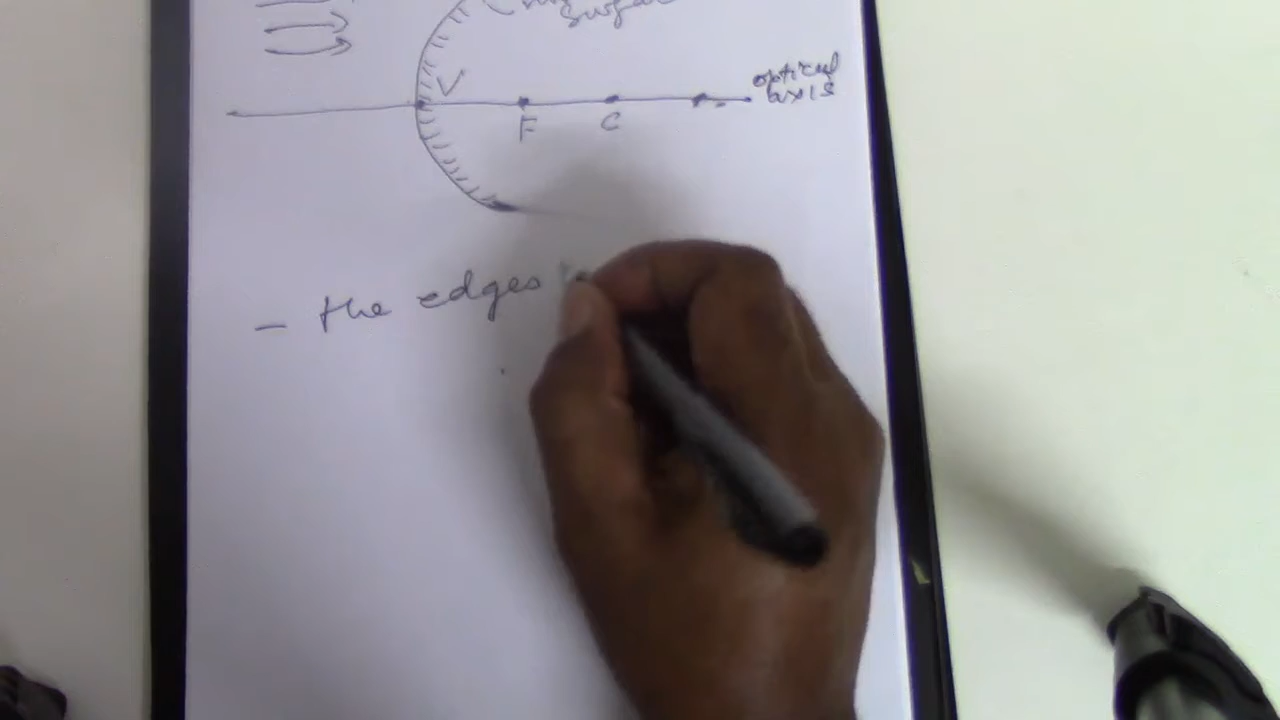 V
optical
axis
F
C
- the edges